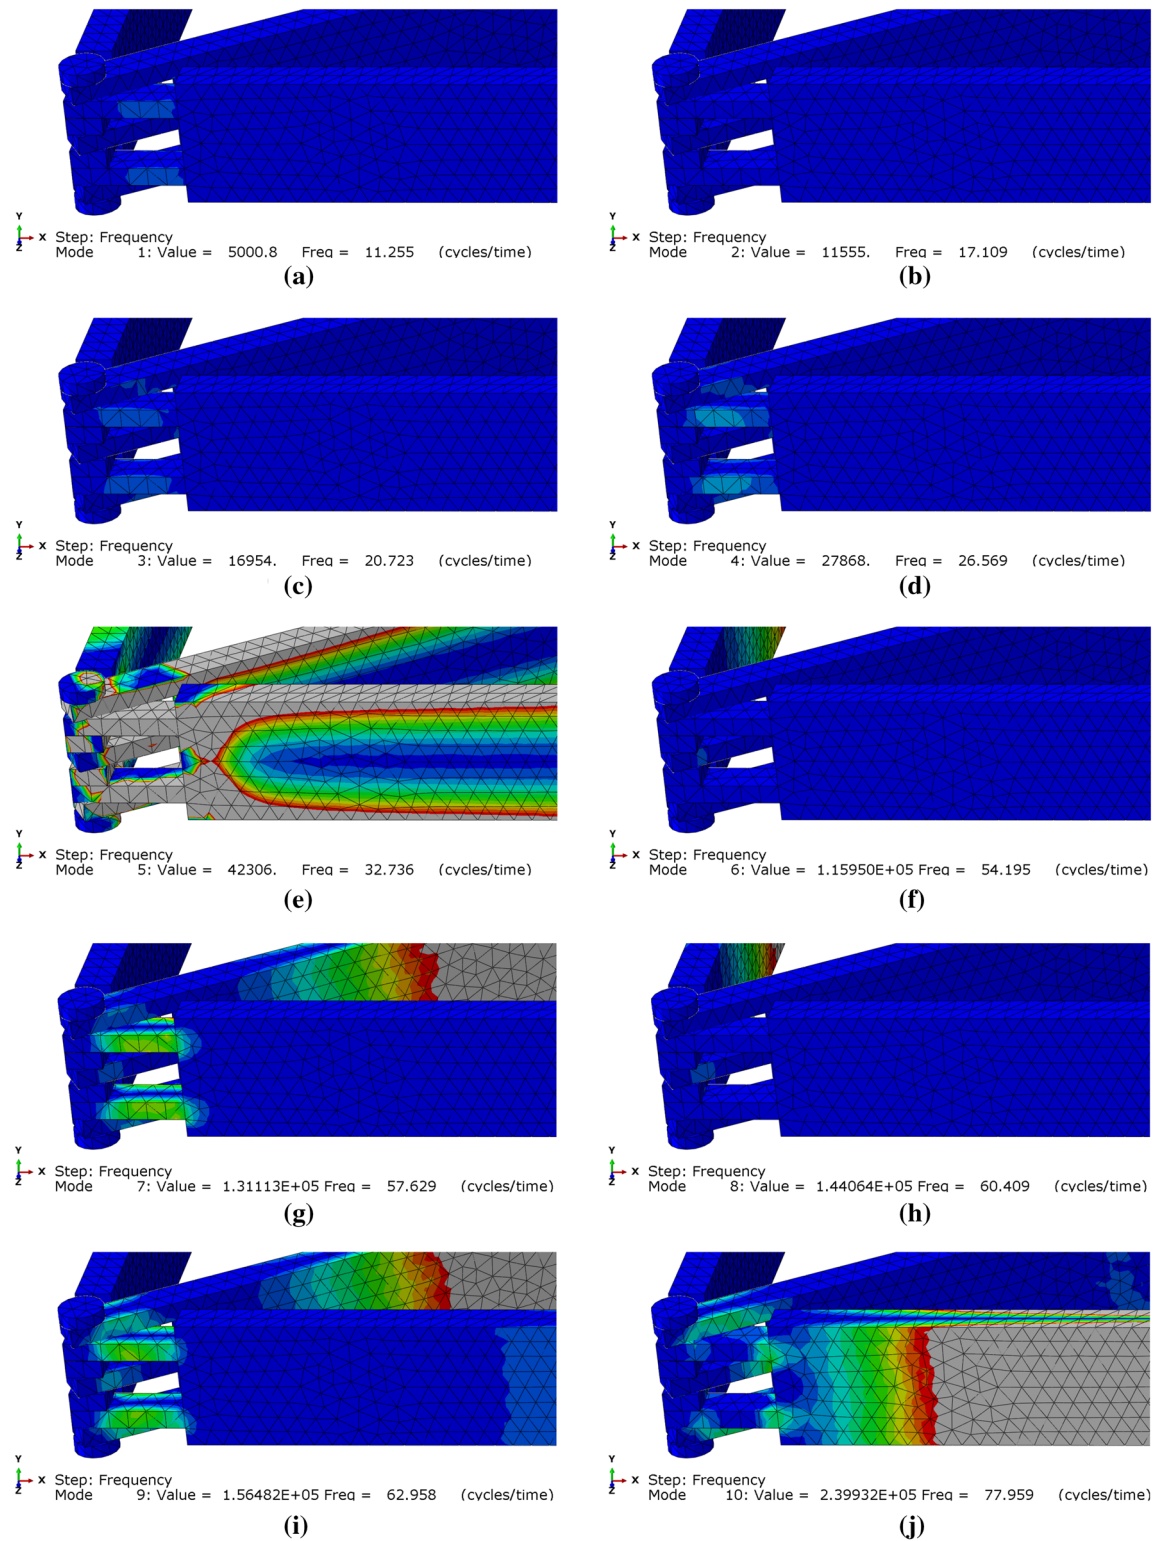 Y
X
Z
Step: Frequency
Mode 1: Value = 5000.8 Freq = 11.255 (cycles/time)
(a)
Y
X
Z
Step: Frequency
Mode 2: Value = 11555. Freq = 17.109 (cycles/time)
(b)
Y
X
Z
Step: Frequency
Mode 3: Value = 16954. Freq = 20.723 (cycles/time)
(c)
Y
X
Z
Step: Frequency
Mode 4: Value = 27868. Freq = 26.569 (cycles/time)
(d)
Y
X
Z
Step: Frequency
Mode 5: Value = 42306. Freq = 32.736 (cycles/time)
(e)
Y
X
Z
Step: Frequency
Mode 6: Value = 1.15950E+05 Freq = 54.195 (cycles/time)
(f)
Y
X
Z
Step: Frequency
Mode 7: Value = 1.31113E+05 Freq = 57.629 (cycles/time)
(g)
Y
X
Z
Step: Frequency
Mode 8: Value = 1.44064E+05 Freq = 60.409 (cycles/time)
(h)
Y
X
Z
Step: Frequency
Mode 9: Value = 1.56482E+05 Freq = 62.958 (cycles/time)
(i)
Y
X
Z
Step: Frequency
Mode 10: Value = 2.39932E+05 Freq = 77.959 (cycles/time)
(j)